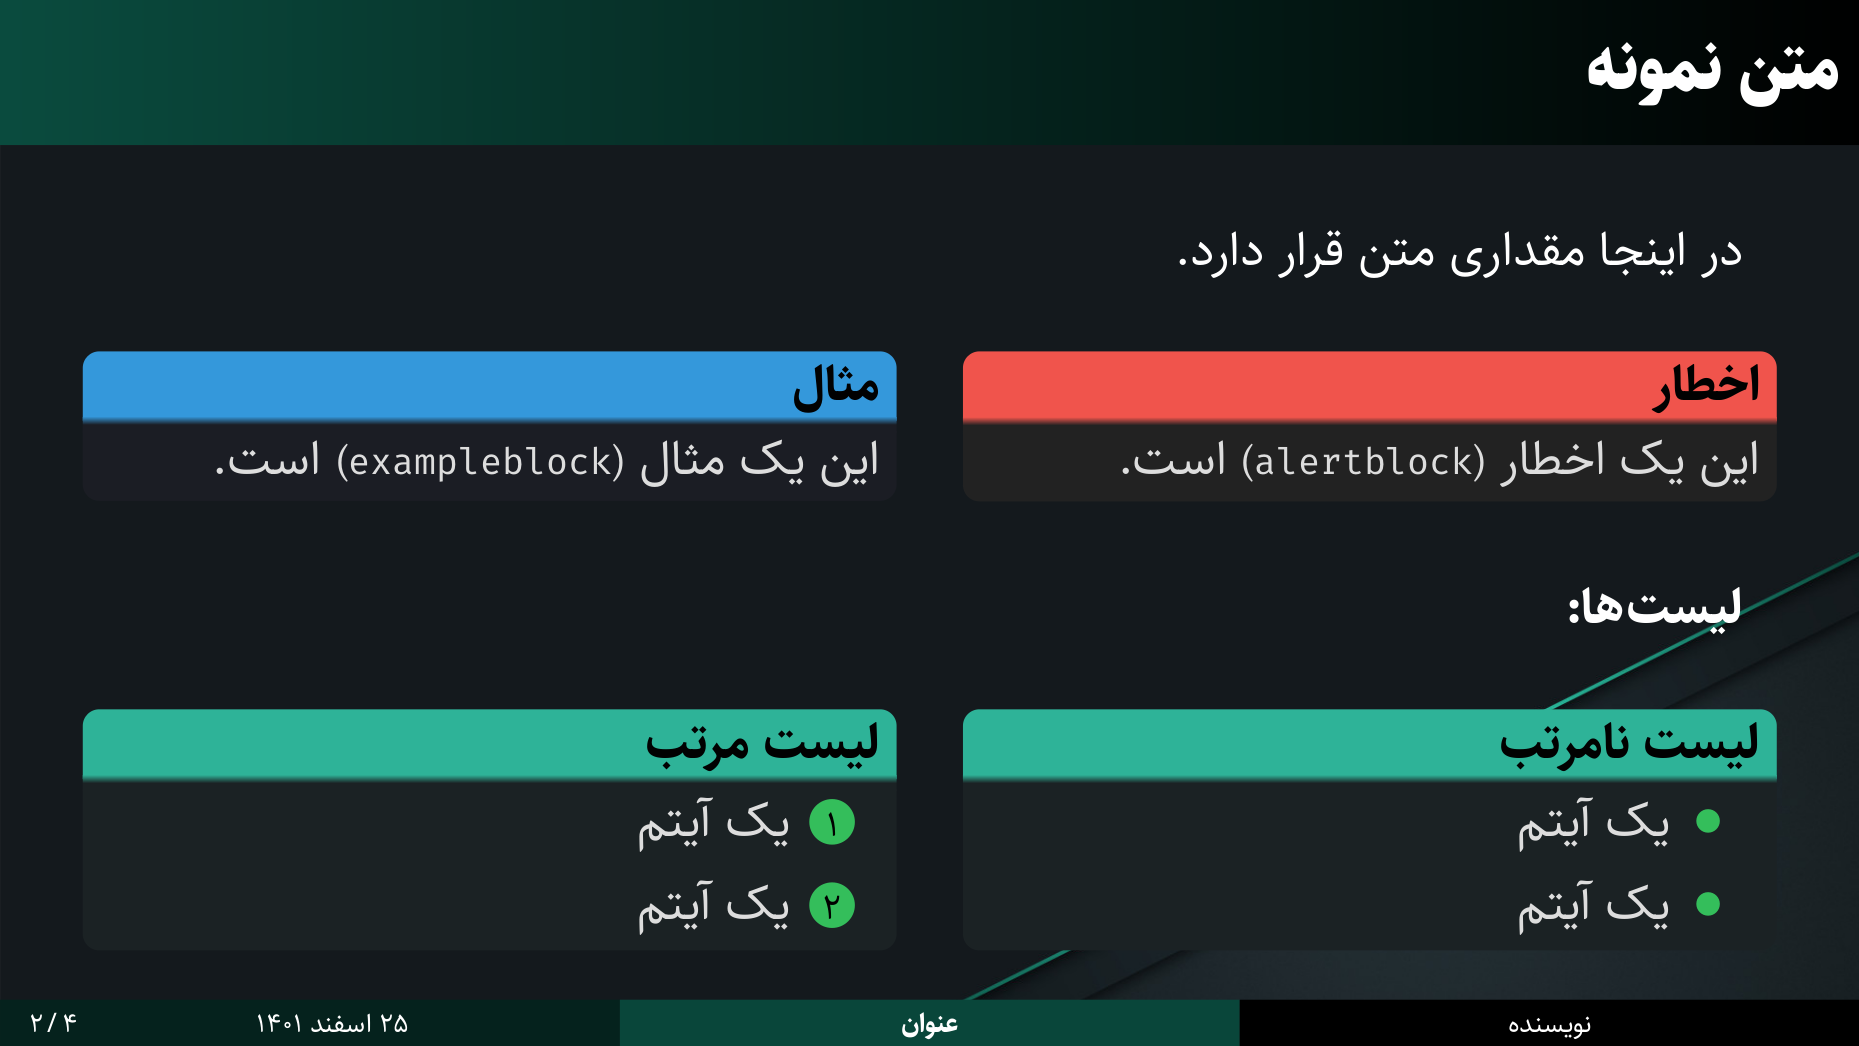 متن نمونه
در اینجا مقداری متن قرار دارد.
اخطار
این یک اخطار (alertblock) است.
مثال
این یک مثال (exampleblock) است.
لیست‌ها:
لیست نامرتب
● یک آیتم
● یک آیتم
لیست مرتب
۱ یک آیتم
۲ یک آیتم
نویسنده
عنوان
۲۵ اسفند ۱۴۰۱
۲ / ۴